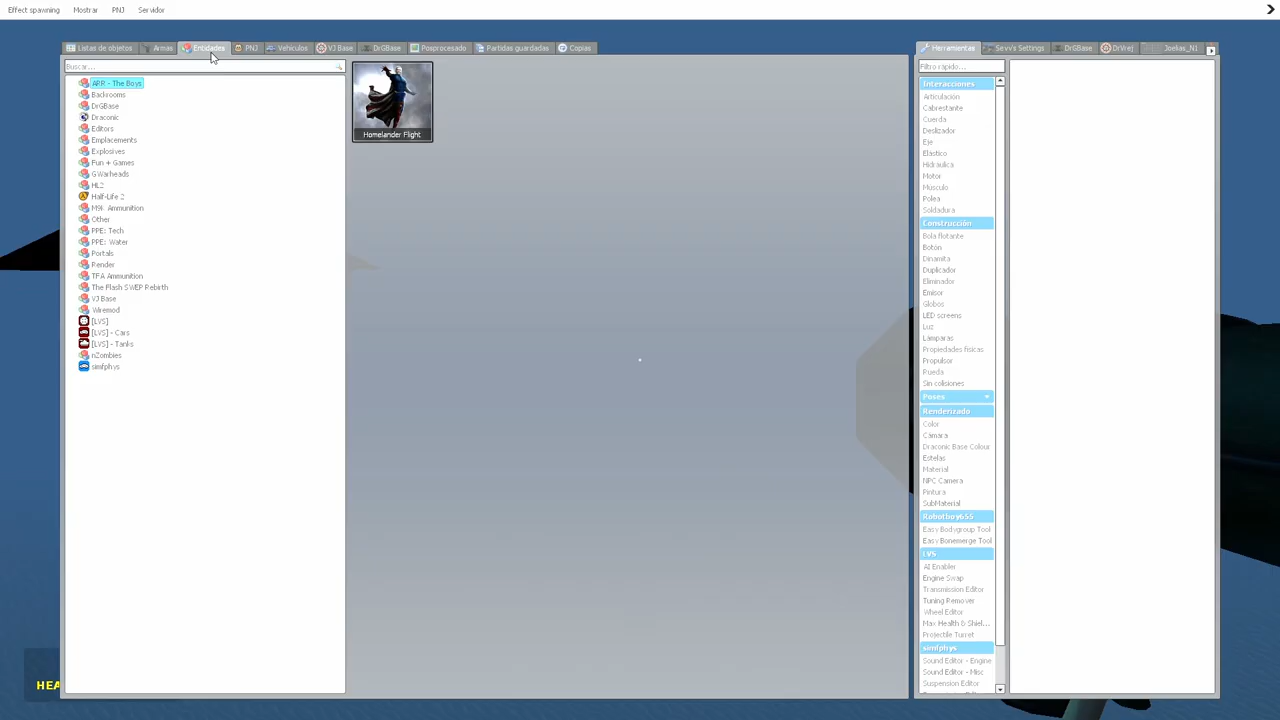 Effect spawning Mostrar PNJ Servidor
Listas de objetos Armas Entidades PNJ Vehículos VJ Base DrGBase Posprocesado Partidas guardadas Copias
Herramientas Sevv's Settings DrGBase DrVrej Joelias_N1
Buscar...
ARR - The Boys
Backrooms
DrGBase
Draconic
Editors
Emplacements
Explosives
Fun + Games
GWarheads
HL2
Half-Life 2
M9K Ammunition
Other
PPE: Tech
PPE: Water
Portals
Render
TFA Ammunition
The Flash SWEP Rebirth
VJ Base
Wiremod
[LVS]
[LVS] - Cars
[LVS] - Tanks
nZombies
simfphys
Homelander Flight
Filtro rapido...
Interacciones
Articulación
Cabrestante
Cuerda
Deslizador
Eje
Elástico
Hidráulica
Motor
Músculo
Polea
Soldadura
Construcción
Bola flotante
Botón
Dinamita
Duplicador
Eliminador
Emisor
Globos
LED screens
Luz
Lámparas
Propiedades físicas
Propulsor
Rueda
Sin colisiones
Poses
Renderizado
Color
Cámara
Draconic Base Colour
Estelas
Material
NPC Camera
Pintura
SubMaterial
Robotboy655
Easy Bodygroup Tool
Easy Bonemerge Tool
LVS
AI Enabler
Engine Swap
Transmission Editor
Tuning Remover
Wheel Editor
Max Health & Shiel...
Projectile Turret
simfphys
Sound Editor - Engine
Sound Editor - Misc
Suspension Editor
HEA